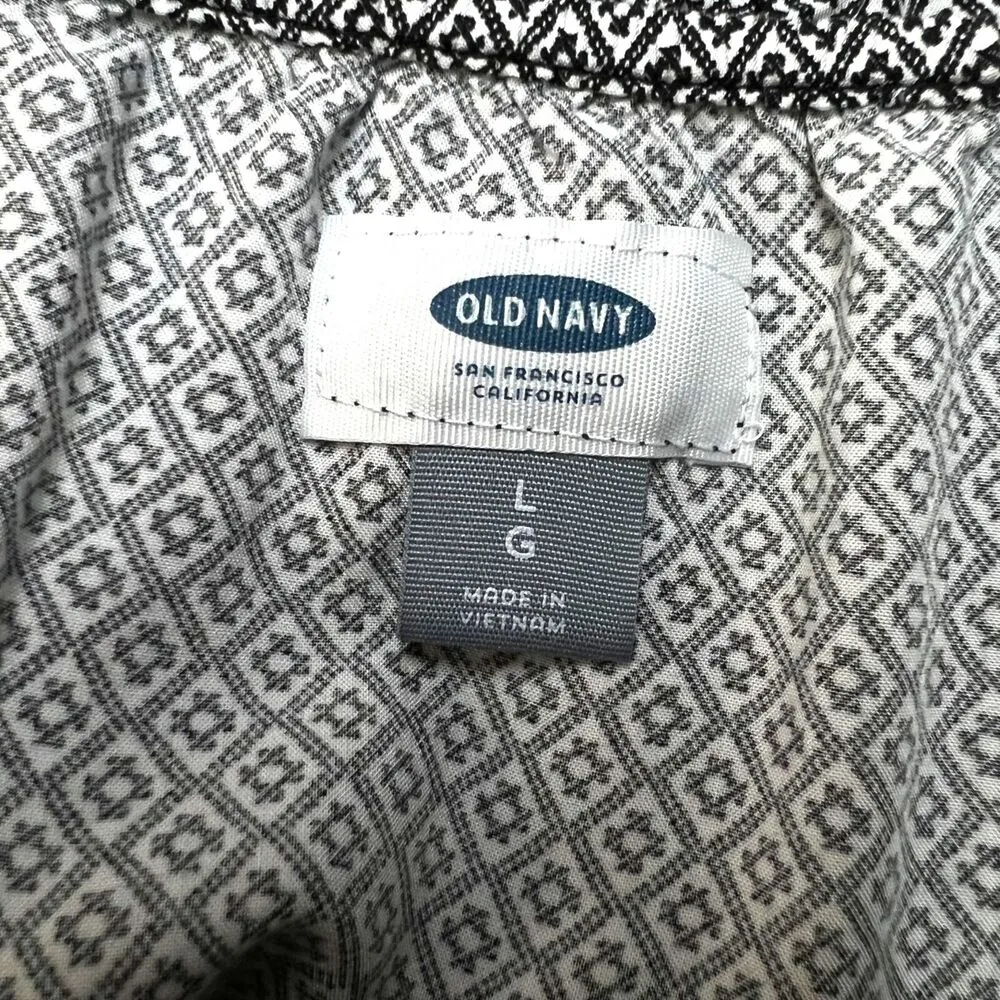 OLD NAVY
SAN FRANCISCO
CALIFORNIA
L
G
MADE IN
VIETNAM